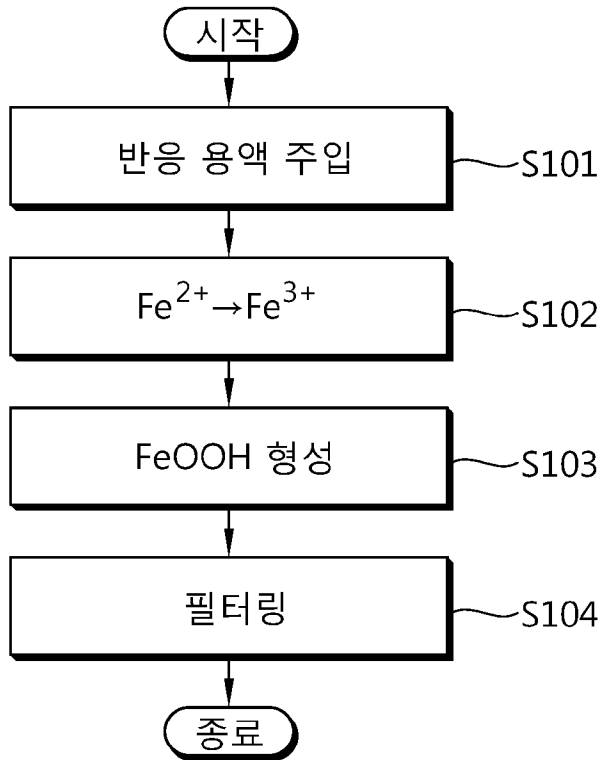 시작
반응 용액 주입
S101
Fe²⁺→Fe³⁺
S102
FeOOH 형성
S103
필터링
S104
종료